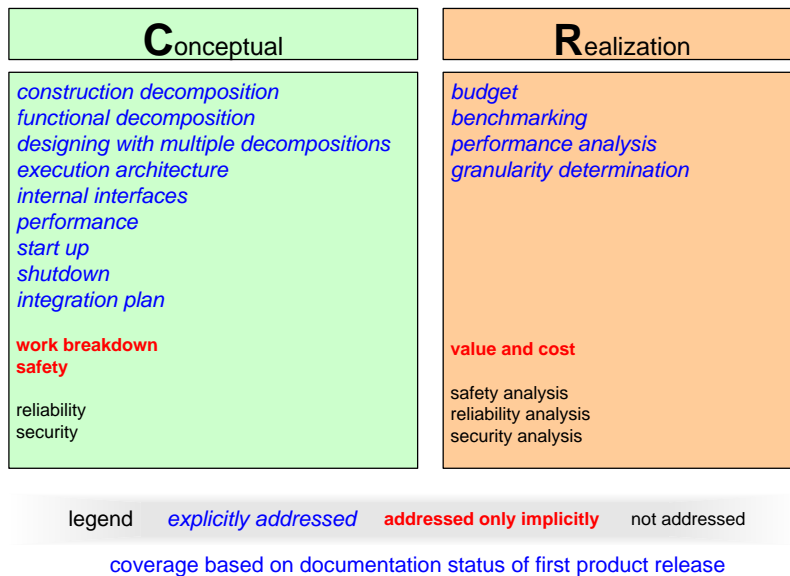 Conceptual
construction decomposition
functional decomposition
designing with multiple decompositions
execution architecture
internal interfaces
performance
start up
shutdown
integration plan
work breakdown
safety
reliability
security
Realization
budget
benchmarking
performance analysis
granularity determination
value and cost
safety analysis
reliability analysis
security analysis
legend explicitly addressed addressed only implicitly not addressed
coverage based on documentation status of first product release